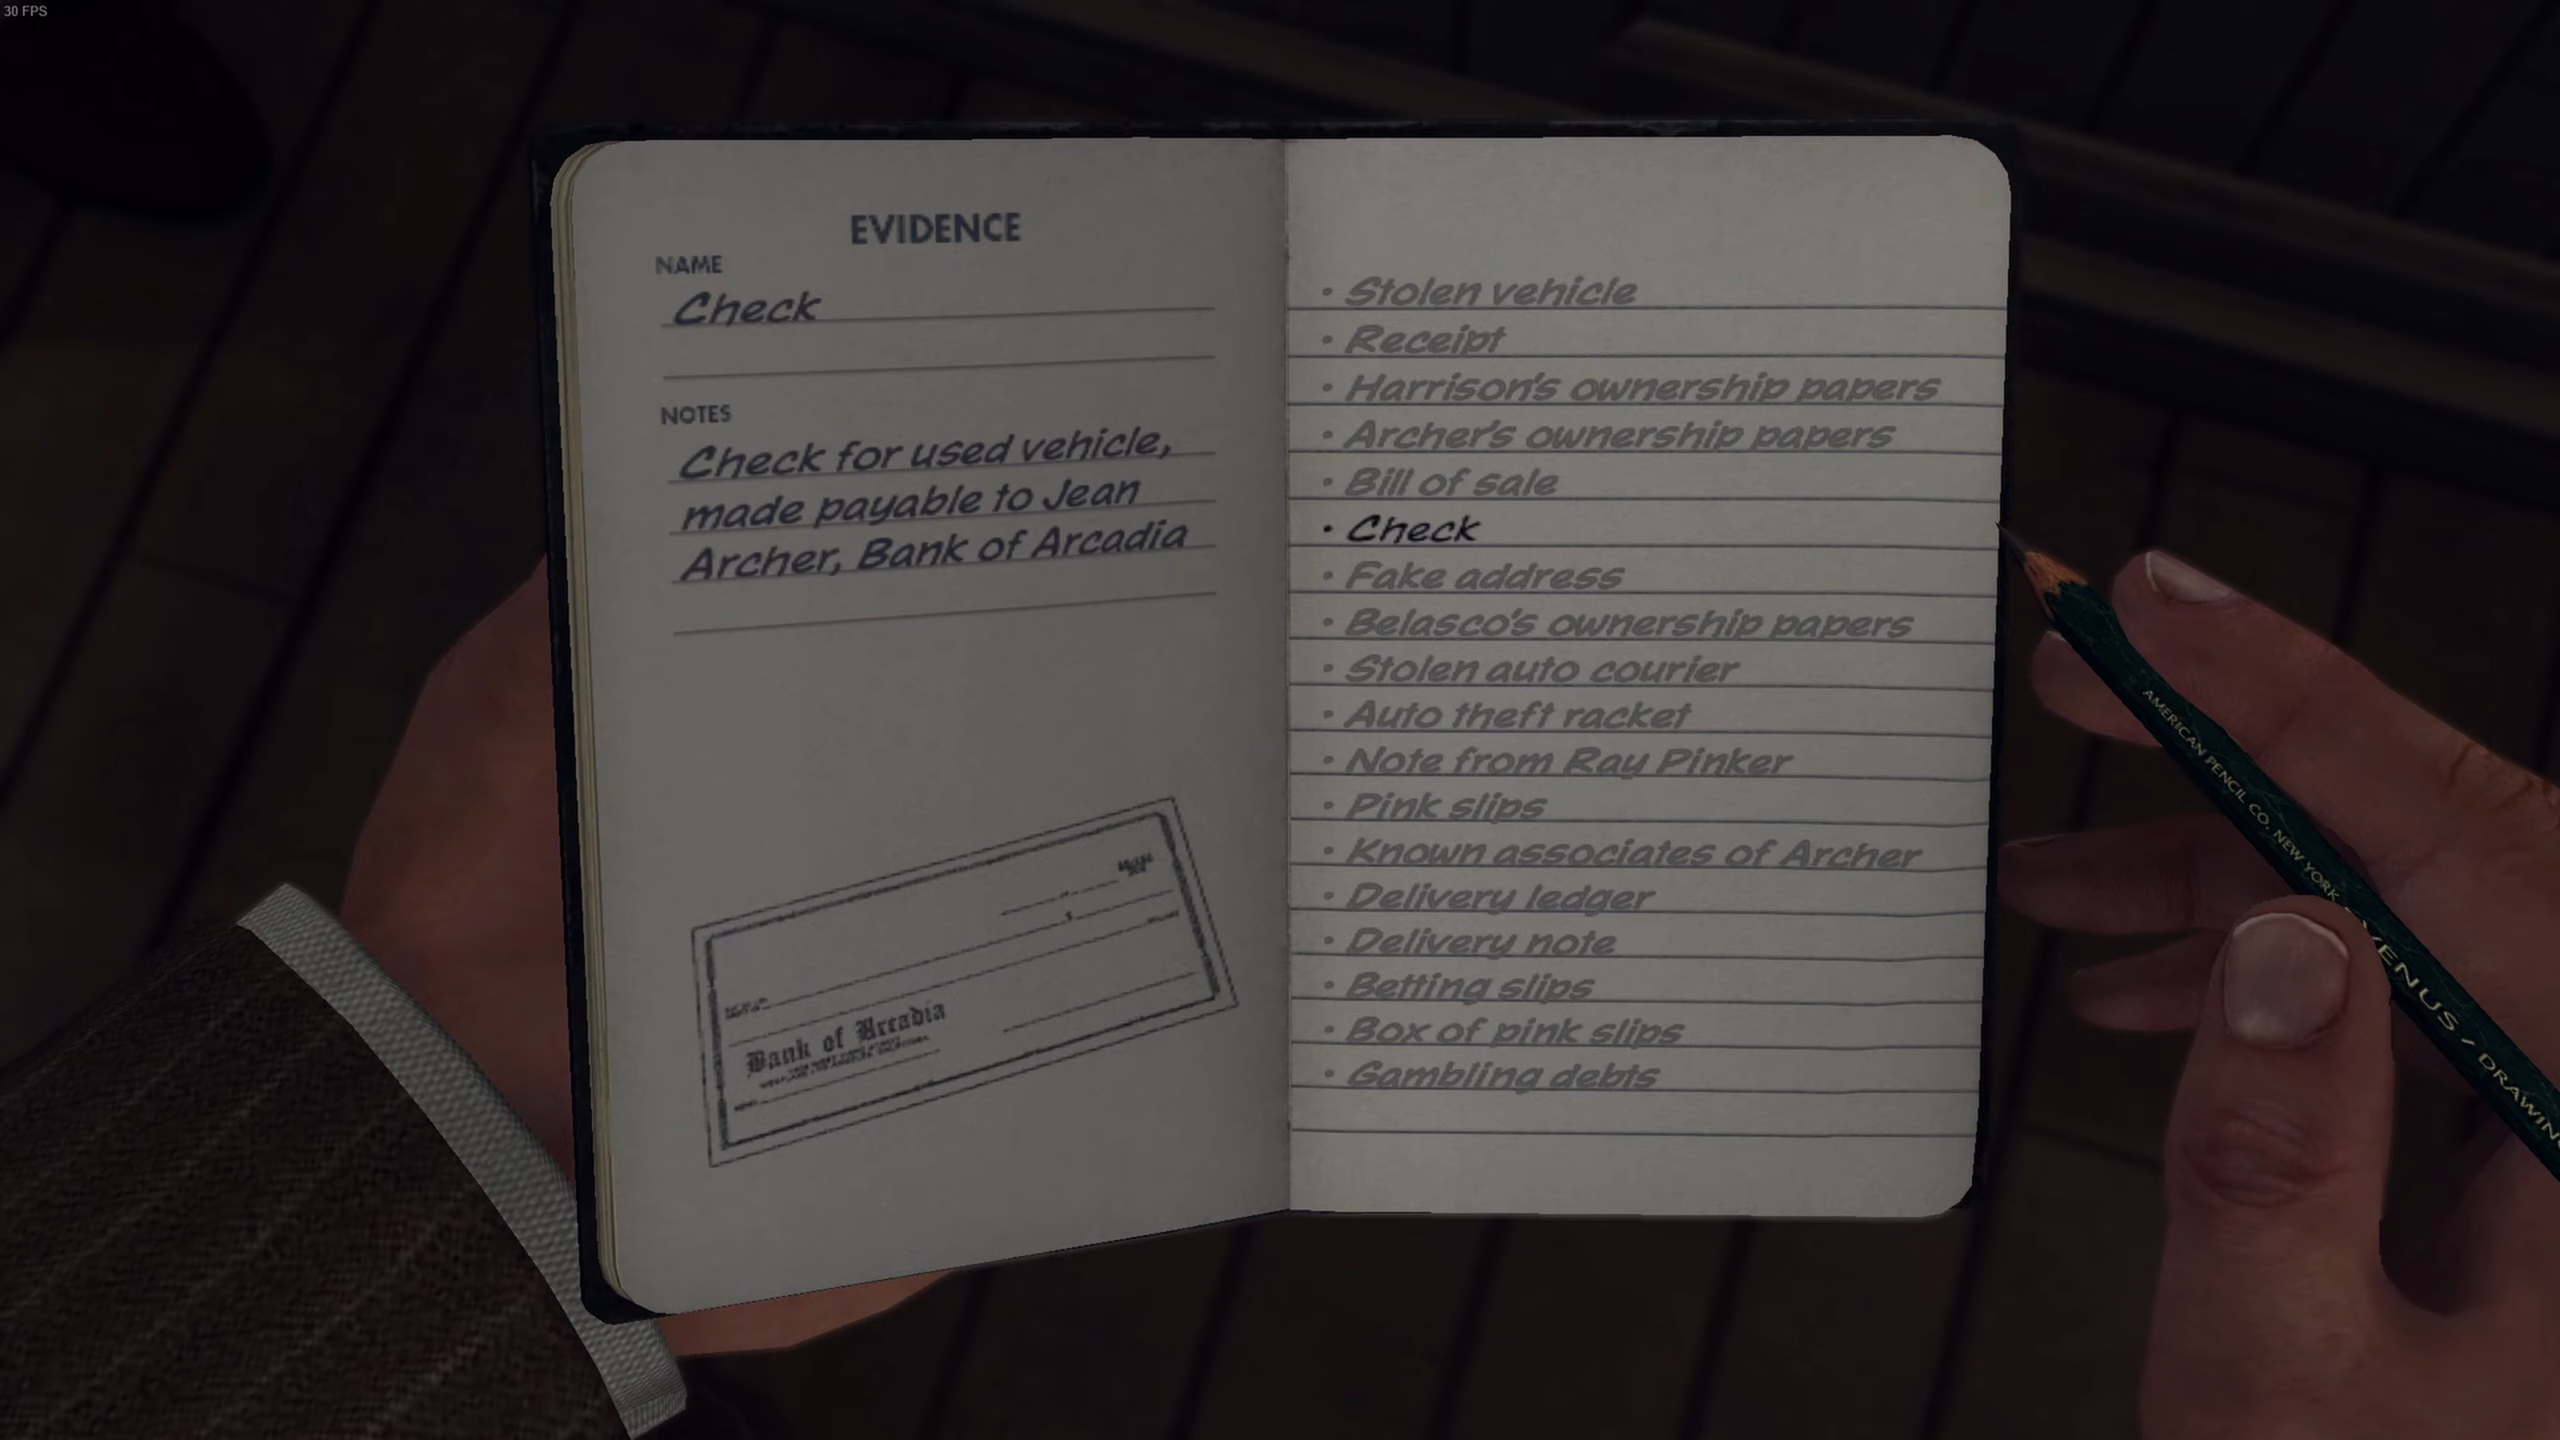 30 FPS
EVIDENCE
NAME
Check
NOTES
Check for used vehicle,
made payable to Jean
Archer, Bank of Arcadia
Bank of Arcadia
• Stolen vehicle
• Receipt
• Harrison's ownership papers
• Archer's ownership papers
• Bill of sale
• Check
• Fake address
• Belasco's ownership papers
• Stolen auto courier
• Auto theft racket
• Note from Ray Pinker
• Pink slips
• Known associates of Archer
• Delivery ledger
• Delivery note
• Betting slips
• Box of pink slips
• Gambling debts
AMERICAN PENCIL CO. NEW YORK VENUS / DRAWING